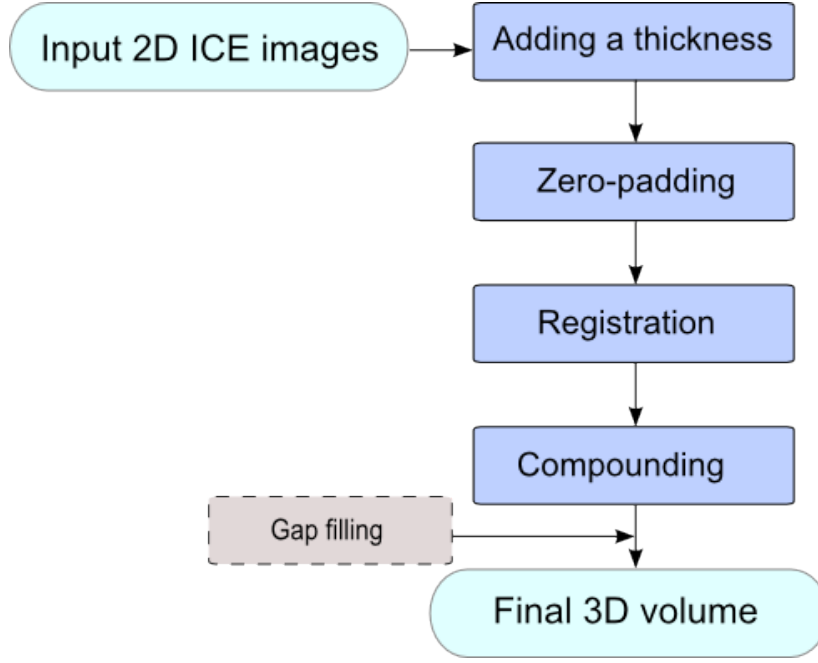 Input 2D ICE images
Adding a thickness
Zero-padding
Registration
Compounding
Gap filling
Final 3D volume